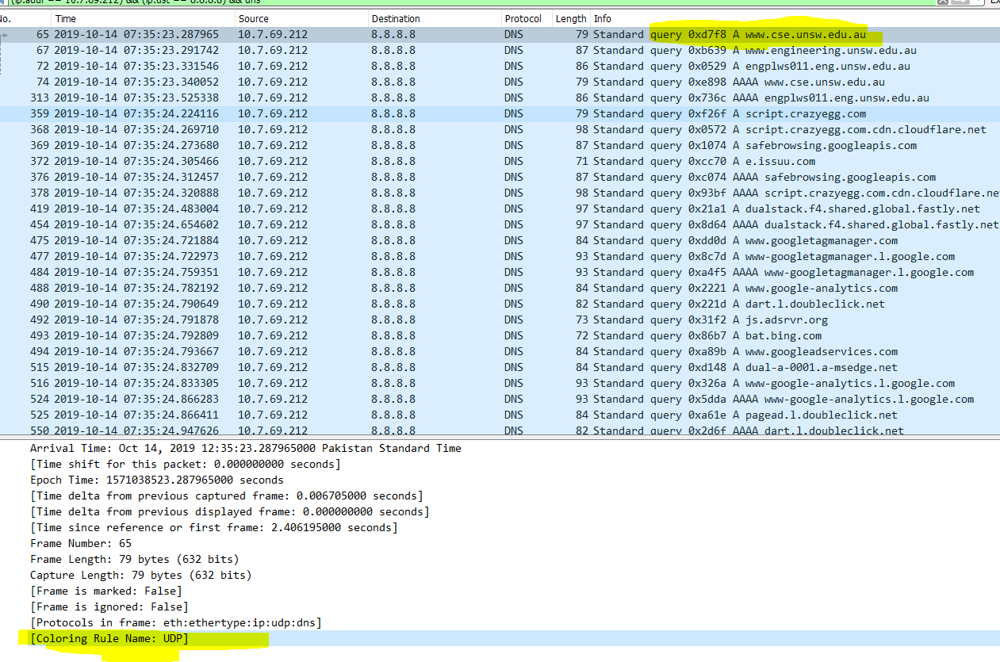 (ip.addr == 10.7.69.212) && (ip.dst == 8.8.8.8) && dns
No. Time Source Destination Protocol Length Info
65 2019-10-14 07:35:23.287965 10.7.69.212 8.8.8.8 DNS 79 Standard query 0xd7f8 A www.cse.unsw.edu.au
67 2019-10-14 07:35:23.291742 10.7.69.212 8.8.8.8 DNS 87 Standard query 0xb639 A www.engineering.unsw.edu.au
72 2019-10-14 07:35:23.331546 10.7.69.212 8.8.8.8 DNS 86 Standard query 0x0529 A engplws011.eng.unsw.edu.au
74 2019-10-14 07:35:23.340052 10.7.69.212 8.8.8.8 DNS 79 Standard query 0xe898 AAAA www.cse.unsw.edu.au
313 2019-10-14 07:35:23.525338 10.7.69.212 8.8.8.8 DNS 86 Standard query 0x736c AAAA engplws011.eng.unsw.edu.au
359 2019-10-14 07:35:24.224116 10.7.69.212 8.8.8.8 DNS 79 Standard query 0xf26f A script.crazyegg.com
368 2019-10-14 07:35:24.269710 10.7.69.212 8.8.8.8 DNS 98 Standard query 0x0572 A script.crazyegg.com.cdn.cloudflare.net
369 2019-10-14 07:35:24.273680 10.7.69.212 8.8.8.8 DNS 87 Standard query 0x1074 A safebrowsing.googleapis.com
372 2019-10-14 07:35:24.305466 10.7.69.212 8.8.8.8 DNS 71 Standard query 0xcc70 A e.issuu.com
376 2019-10-14 07:35:24.312457 10.7.69.212 8.8.8.8 DNS 87 Standard query 0xc074 AAAA safebrowsing.googleapis.com
378 2019-10-14 07:35:24.320888 10.7.69.212 8.8.8.8 DNS 98 Standard query 0x93bf AAAA script.crazyegg.com.cdn.cloudflare.ne
419 2019-10-14 07:35:24.483004 10.7.69.212 8.8.8.8 DNS 97 Standard query 0x21a1 A dualstack.f4.shared.global.fastly.net
454 2019-10-14 07:35:24.654602 10.7.69.212 8.8.8.8 DNS 97 Standard query 0x8d64 AAAA dualstack.f4.shared.global.fastly.net
475 2019-10-14 07:35:24.721884 10.7.69.212 8.8.8.8 DNS 84 Standard query 0xdd0d A www.googletagmanager.com
477 2019-10-14 07:35:24.722973 10.7.69.212 8.8.8.8 DNS 93 Standard query 0x8c7d A www-googletagmanager.l.google.com
484 2019-10-14 07:35:24.759351 10.7.69.212 8.8.8.8 DNS 93 Standard query 0xa4f5 AAAA www-googletagmanager.l.google.com
488 2019-10-14 07:35:24.782192 10.7.69.212 8.8.8.8 DNS 84 Standard query 0x2221 A www.google-analytics.com
490 2019-10-14 07:35:24.790649 10.7.69.212 8.8.8.8 DNS 82 Standard query 0x221d A dart.l.doubleclick.net
492 2019-10-14 07:35:24.791878 10.7.69.212 8.8.8.8 DNS 73 Standard query 0x31f2 A js.adsrvr.org
493 2019-10-14 07:35:24.792809 10.7.69.212 8.8.8.8 DNS 72 Standard query 0x86b7 A bat.bing.com
494 2019-10-14 07:35:24.793667 10.7.69.212 8.8.8.8 DNS 84 Standard query 0xa89b A www.googleadservices.com
515 2019-10-14 07:35:24.832709 10.7.69.212 8.8.8.8 DNS 84 Standard query 0xd148 A dual-a-0001.a-msedge.net
516 2019-10-14 07:35:24.833305 10.7.69.212 8.8.8.8 DNS 93 Standard query 0x326a A www-google-analytics.l.google.com
524 2019-10-14 07:35:24.866283 10.7.69.212 8.8.8.8 DNS 93 Standard query 0x5dda AAAA www-google-analytics.l.google.com
525 2019-10-14 07:35:24.866411 10.7.69.212 8.8.8.8 DNS 84 Standard query 0xa61e A pagead.l.doubleclick.net
550 2019-10-14 07:35:24.947626 10.7.69.212 8.8.8.8 DNS 82 Standard query 0x2d6f AAAA dart.l.doubleclick.net
Arrival Time: Oct 14, 2019 12:35:23.287965000 Pakistan Standard Time
[Time shift for this packet: 0.000000000 seconds]
Epoch Time: 1571038523.287965000 seconds
[Time delta from previous captured frame: 0.006705000 seconds]
[Time delta from previous displayed frame: 0.000000000 seconds]
[Time since reference or first frame: 2.406195000 seconds]
Frame Number: 65
Frame Length: 79 bytes (632 bits)
Capture Length: 79 bytes (632 bits)
[Frame is marked: False]
[Frame is ignored: False]
[Protocols in frame: eth:ethertype:ip:udp:dns]
[Coloring Rule Name: UDP]